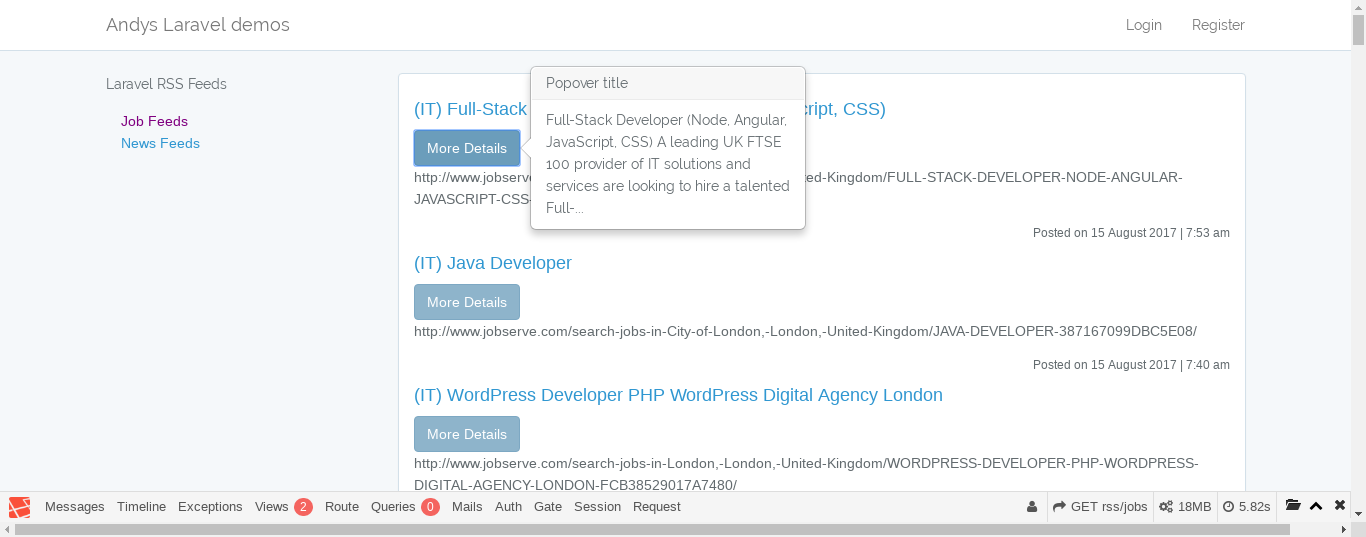 Andys Laravel demos
Login
Register
Laravel RSS Feeds
Job Feeds
News Feeds
(IT) Full-Stack
cript, CSS)
More Details
Popover title
Full-Stack Developer (Node, Angular,
JavaScript, CSS) A leading UK FTSE
100 provider of IT solutions and
services are looking to hire a talented
Full-...
http://www.jobserve
ted-Kingdom/FULL-STACK-DEVELOPER-NODE-ANGULAR-
JAVASCRIPT-CSS-
Posted on 15 August 2017 | 7:53 am
(IT) Java Developer
More Details
http://www.jobserve.com/search-jobs-in-City-of-London,-London,-United-Kingdom/JAVA-DEVELOPER-387167099DBC5E08/
Posted on 15 August 2017 | 7:40 am
(IT) WordPress Developer PHP WordPress Digital Agency London
More Details
http://www.jobserve.com/search-jobs-in-London,-London,-United-Kingdom/WORDPRESS-DEVELOPER-PHP-WORDPRESS-
DIGITAL-AGENCY-LONDON-FCB38529017A7480/
Messages Timeline Exceptions Views 2 Route Queries 0 Mails Auth Gate Session Request GET rss/jobs 18MB 5.82s